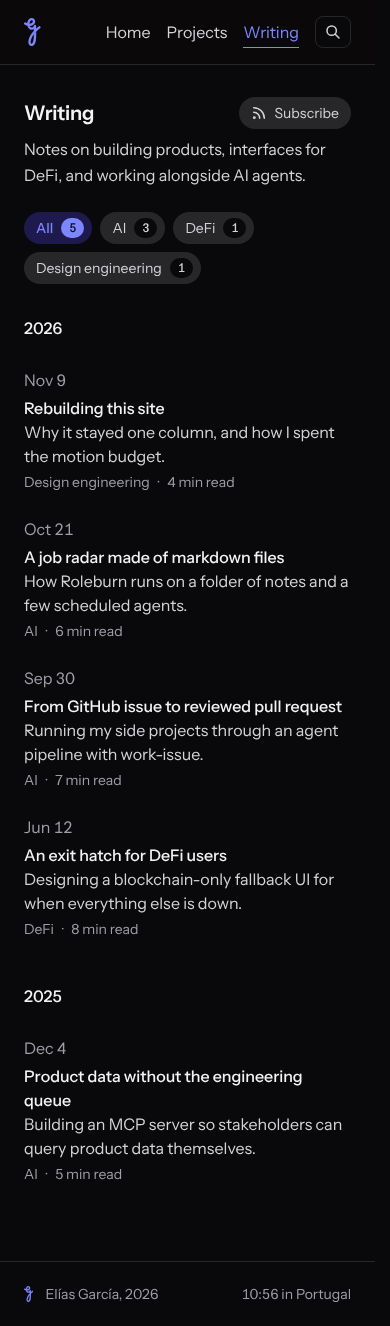 Home Projects Writing
Writing
Subscribe
Notes on building products, interfaces for
DeFi, and working alongside AI agents.
All 5 AI 3 DeFi 1
Design engineering 1
2026
Nov 9
Rebuilding this site
Why it stayed one column, and how I spent
the motion budget.
Design engineering · 4 min read
Oct 21
A job radar made of markdown files
How Roleburn runs on a folder of notes and a
few scheduled agents.
AI · 6 min read
Sep 30
From GitHub issue to reviewed pull request
Running my side projects through an agent
pipeline with work-issue.
AI · 7 min read
Jun 12
An exit hatch for DeFi users
Designing a blockchain-only fallback UI for
when everything else is down.
DeFi · 8 min read
2025
Dec 4
Product data without the engineering
queue
Building an MCP server so stakeholders can
query product data themselves.
AI · 5 min read
Elías García, 2026
10:56 in Portugal